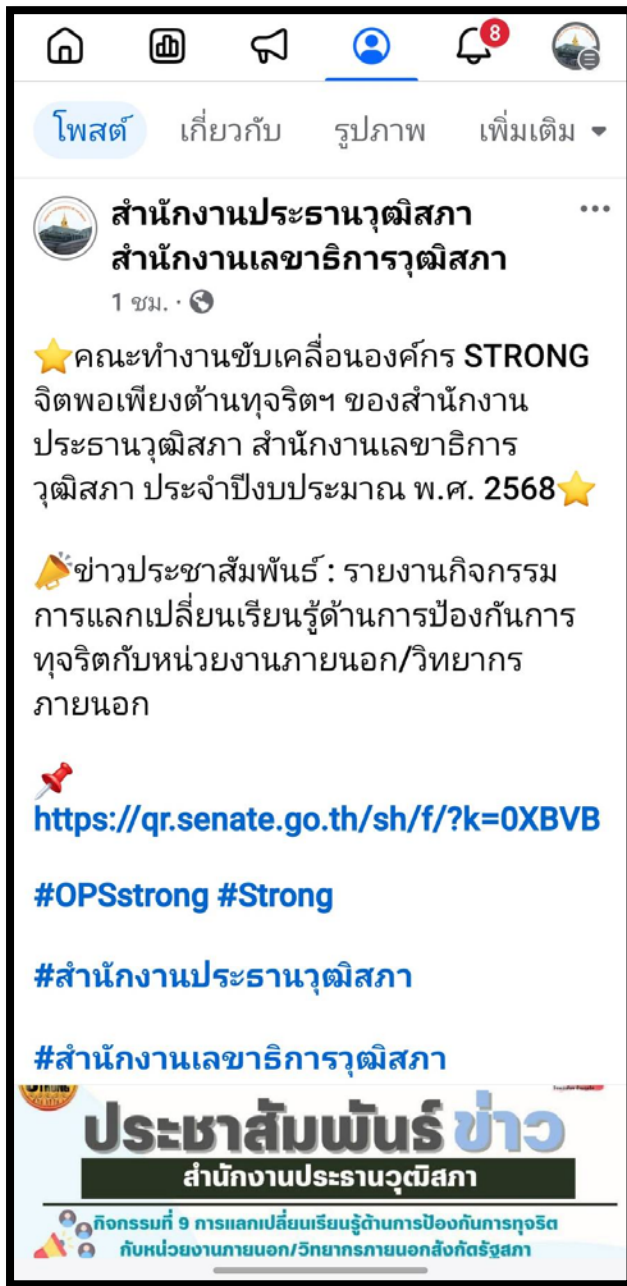 8
โพสต์ เกี่ยวกับ รูปภาพ เพิ่มเติม
สำนักงานประธานวุฒิสภา
สำนักงานเลขาธิการวุฒิสภา
1 ชม. ·
⭐คณะทำงานขับเคลื่อนองค์กร STRONG
จิตพอเพียงต้านทุจริตฯ ของสำนักงาน
ประธานวุฒิสภา สำนักงานเลขาธิการ
วุฒิสภา ประจำปีงบประมาณ พ.ศ. 2568⭐
📣ข่าวประชาสัมพันธ์ : รายงานกิจกรรม
การแลกเปลี่ยนเรียนรู้ด้านการป้องกันการ
ทุจริตกับหน่วยงานภายนอก/วิทยากร
ภายนอก
📌
https://qr.senate.go.th/sh/f/?k=0XBVB
#OPSstrong #Strong
#สำนักงานประธานวุฒิสภา
#สำนักงานเลขาธิการวุฒิสภา
ประชาสัมพันธ์ ข่าว
สำนักงานประธานวุฒิสภา
กิจกรรมที่ 9 การแลกเปลี่ยนเรียนรู้ด้านการป้องกันการทุจริต
กับหน่วยงานภายนอก/วิทยากรภายนอกสังกัดรัฐสภา